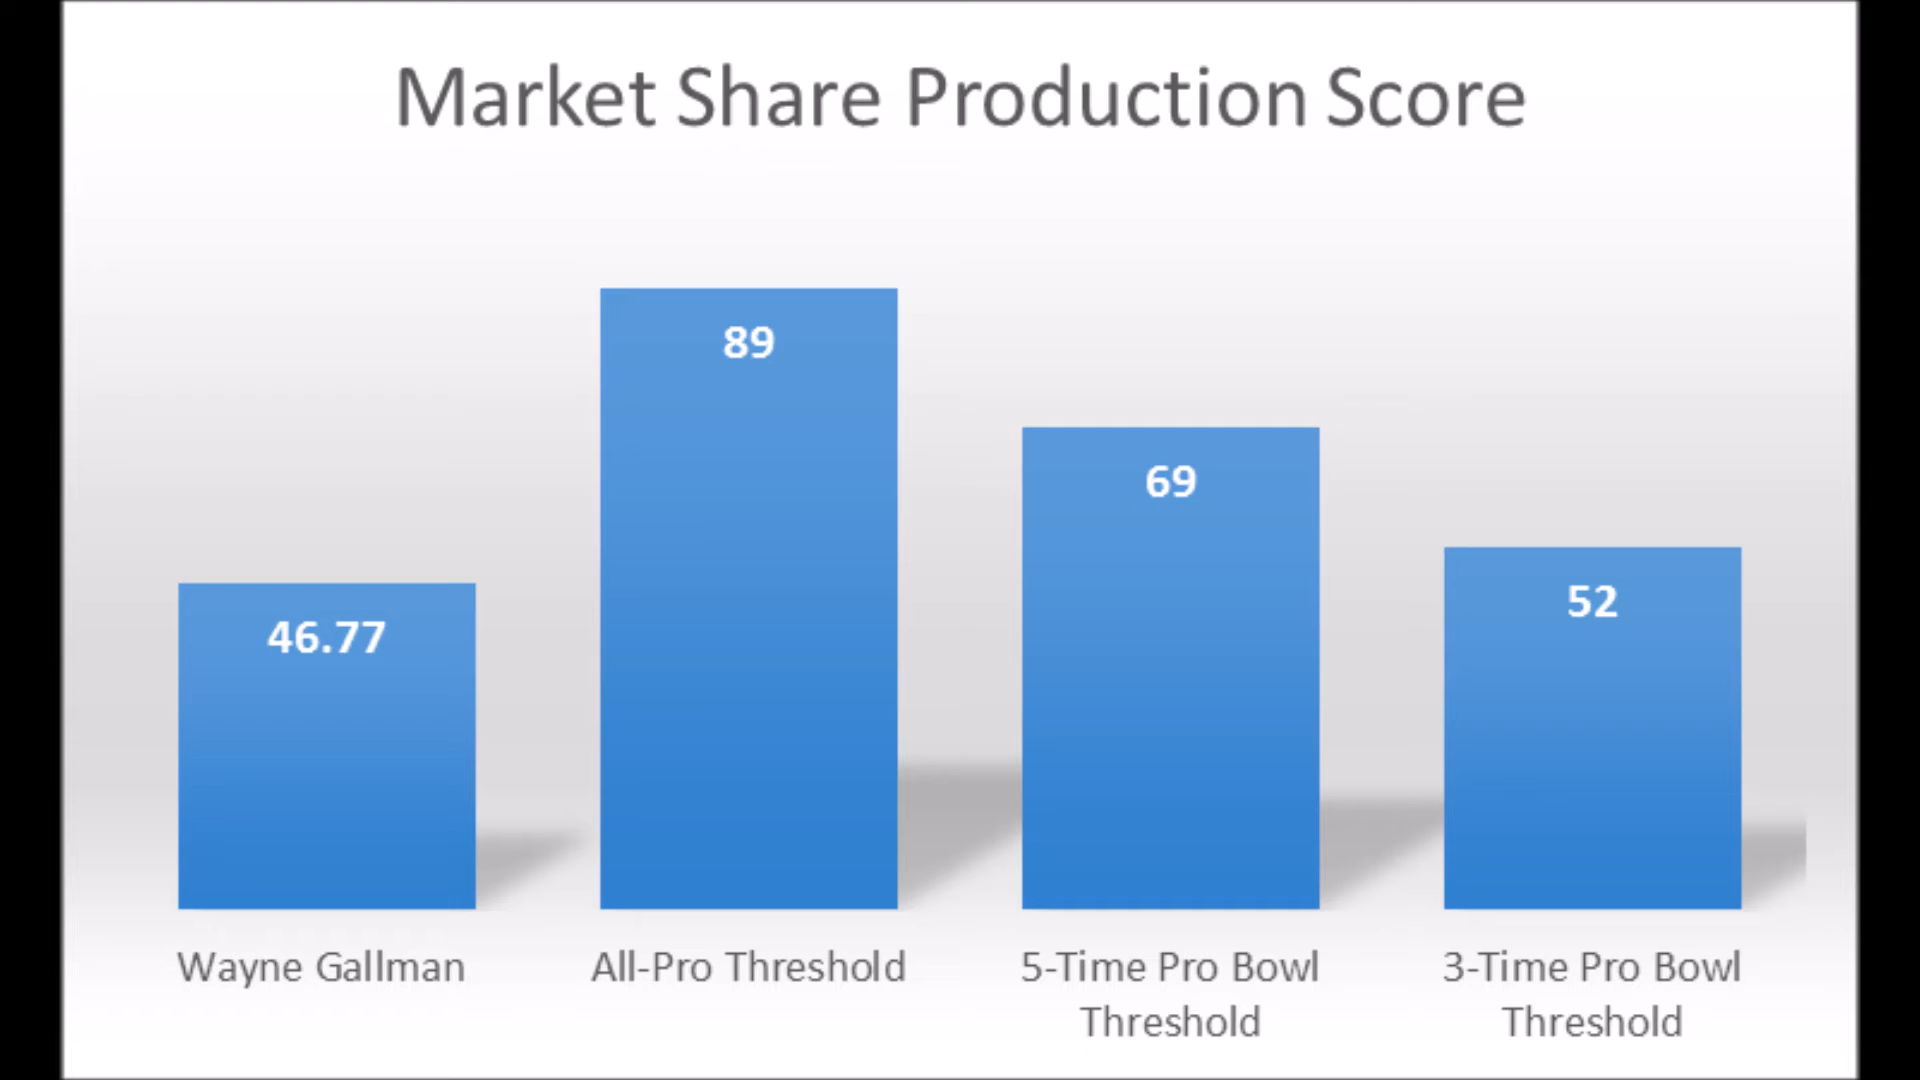 Market Share Production Score
89
69
52
46.77
Wayne Gallman
All-Pro Threshold
5-Time Pro Bowl
Threshold
3-Time Pro Bowl
Threshold